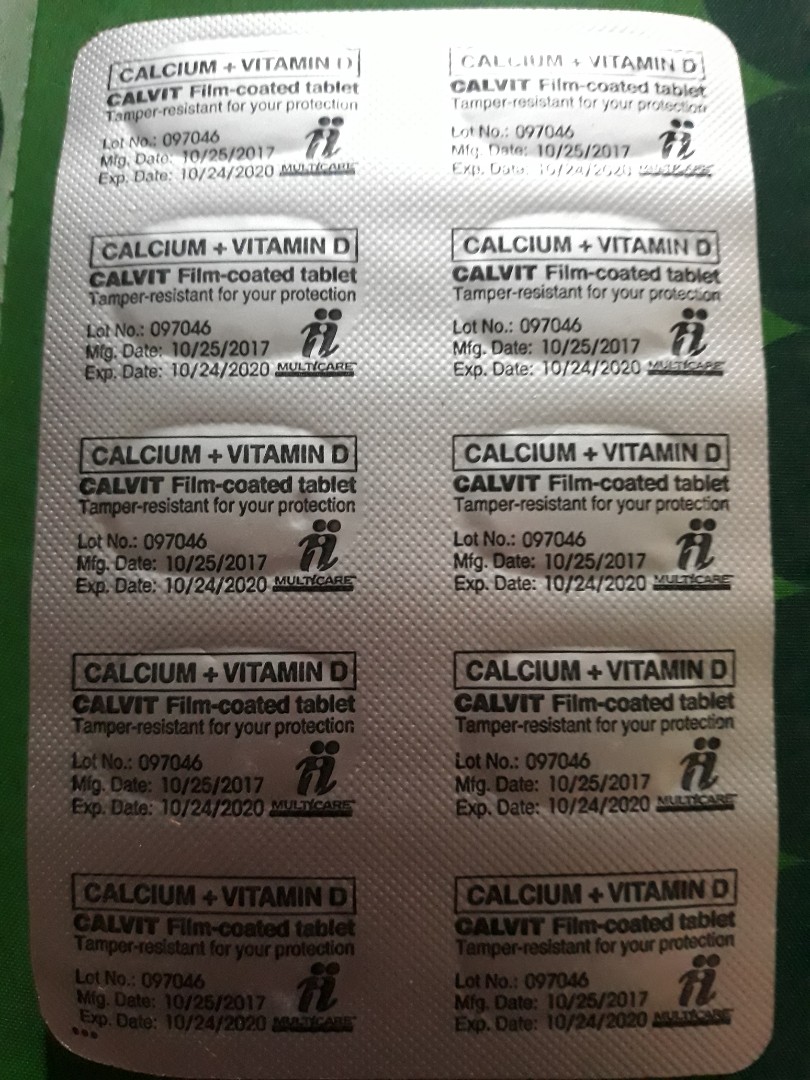 CALCIUM + VITAMIN D
CALVIT Film-coated tablet
Tamper-resistant for your protection
Lot No.: 097046
Mfg. Date: 10/25/2017
Exp. Date: 10/24/2020 MULTICARE
CALCIUM + VITAMIN D
CALVIT Film-coated tablet
Tamper-resistant for your protection
Lot No.: 097046
Mfg. Date: 10/25/2017
Exp. Date: 10/24/2020 MULTICARE
CALCIUM + VITAMIN D
CALVIT Film-coated tablet
Tamper-resistant for your protection
Lot No.: 097046
Mfg. Date: 10/25/2017
Exp. Date: 10/24/2020 MULTICARE
CALCIUM + VITAMIN D
CALVIT Film-coated tablet
Tamper-resistant for your protection
Lot No.: 097046
Mfg. Date: 10/25/2017
Exp. Date: 10/24/2020 MULTICARE
CALCIUM + VITAMIN D
CALVIT Film-coated tablet
Tamper-resistant for your protection
Lot No.: 097046
Mfg. Date: 10/25/2017
Exp. Date: 10/24/2020 MULTICARE
CALCIUM + VITAMIN D
CALVIT Film-coated tablet
Tamper-resistant for your protection
Lot No.: 097046
Mfg. Date: 10/25/2017
Exp. Date: 10/24/2020 MULTICARE
CALCIUM + VITAMIN D
CALVIT Film-coated tablet
Tamper-resistant for your protection
Lot No.: 097046
Mfg. Date: 10/25/2017
Exp. Date: 10/24/2020 MULTICARE
CALCIUM + VITAMIN D
CALVIT Film-coated tablet
Tamper-resistant for your protection
Lot No.: 097046
Mfg. Date: 10/25/2017
Exp. Date: 10/24/2020 MULTICARE
CALCIUM + VITAMIN D
CALVIT Film-coated tablet
Tamper-resistant for your protection
Lot No.: 097046
Mfg. Date: 10/25/2017
Exp. Date: 10/24/2020 MULTICARE
CALCIUM + VITAMIN D
CALVIT Film-coated tablet
Tamper-resistant for your protection
Lot No.: 097046
Mfg. Date: 10/25/2017
Exp. Date: 10/24/2020 MULTICARE